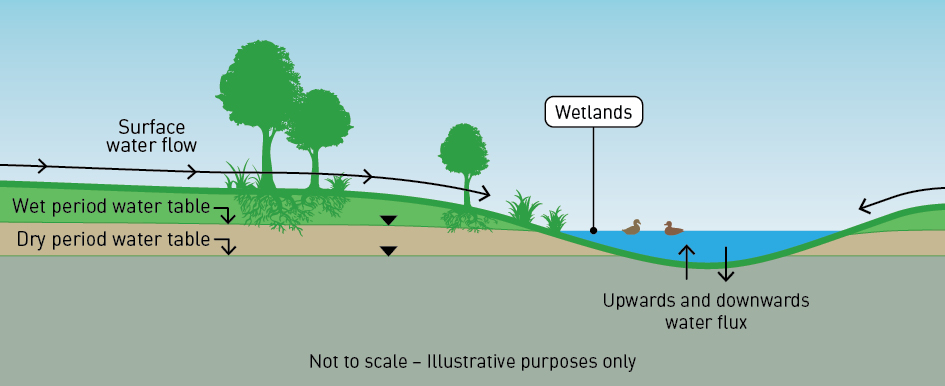 Wetlands
Surface
water flow
Wet period water table
Dry period water table
Upwards and downwards
water flux
Not to scale – Illustrative purposes only